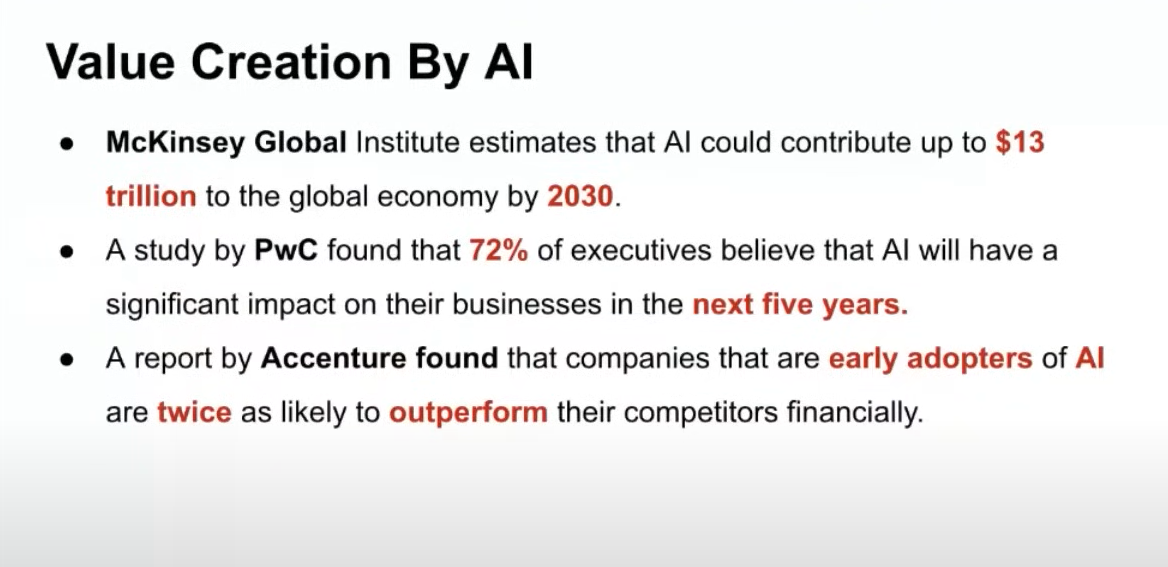 Value Creation By AI
● McKinsey Global Institute estimates that AI could contribute up to $13
trillion to the global economy by 2030.
● A study by PwC found that 72% of executives believe that AI will have a
significant impact on their businesses in the next five years.
● A report by Accenture found that companies that are early adopters of AI
are twice as likely to outperform their competitors financially.